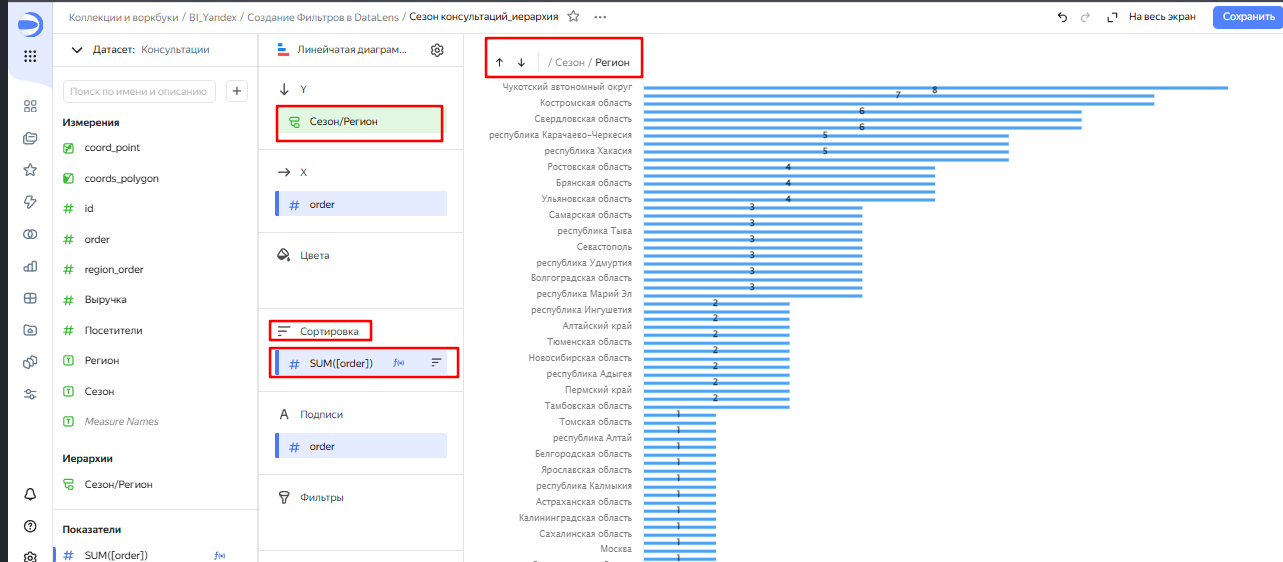 Коллекции и воркбуки / BI_Yandex / Создание Фильтров в DataLens / Сезон консультаций_иерархия
На весь экран
Сохранить
Датасет: Консультации
Поиск по имени и описанию
Измерения
coord_point
coords_polygon
id
order
region_order
Выручка
Посетители
Регион
Сезон
Measure Names
Иерархии
Сезон/Регион
Показатели
SUM([order])
Линейчатая диаграм...
Y
Сезон/Регион
X
order
Цвета
Сортировка
SUM([order])
Подписи
order
Фильтры
/ Сезон / Регион
Чукотский автономный округ 8
7
Костромская область
6
Свердловская область
6
республика Карачаево-Черкесия 5
республика Хакасия 5
Ростовская область 4
Брянская область 4
Ульяновская область 4
3
Самарская область
3
республика Тыва
3
Севастополь
3
республика Удмуртия
3
Волгоградская область
3
республика Марий Эл
2
республика Ингушетия
2
Алтайский край
2
Тюменская область
2
Новосибирская область
2
республика Адыгея
2
Пермский край
2
Тамбовская область
1
Томская область
1
республика Алтай
1
Белгородская область
1
Ярославская область
1
республика Калмыкия
1
Астраханская область
1
Калининградская область
1
Сахалинская область
1
Москва
1